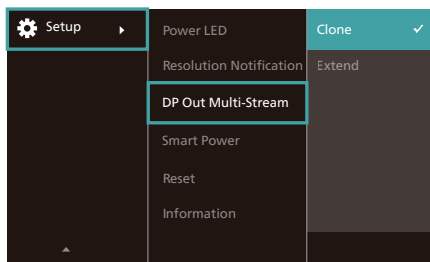 Setup
Power LED
Clone
Resolution Notification
Extend
DP Out Multi-Stream
Smart Power
Reset
Information